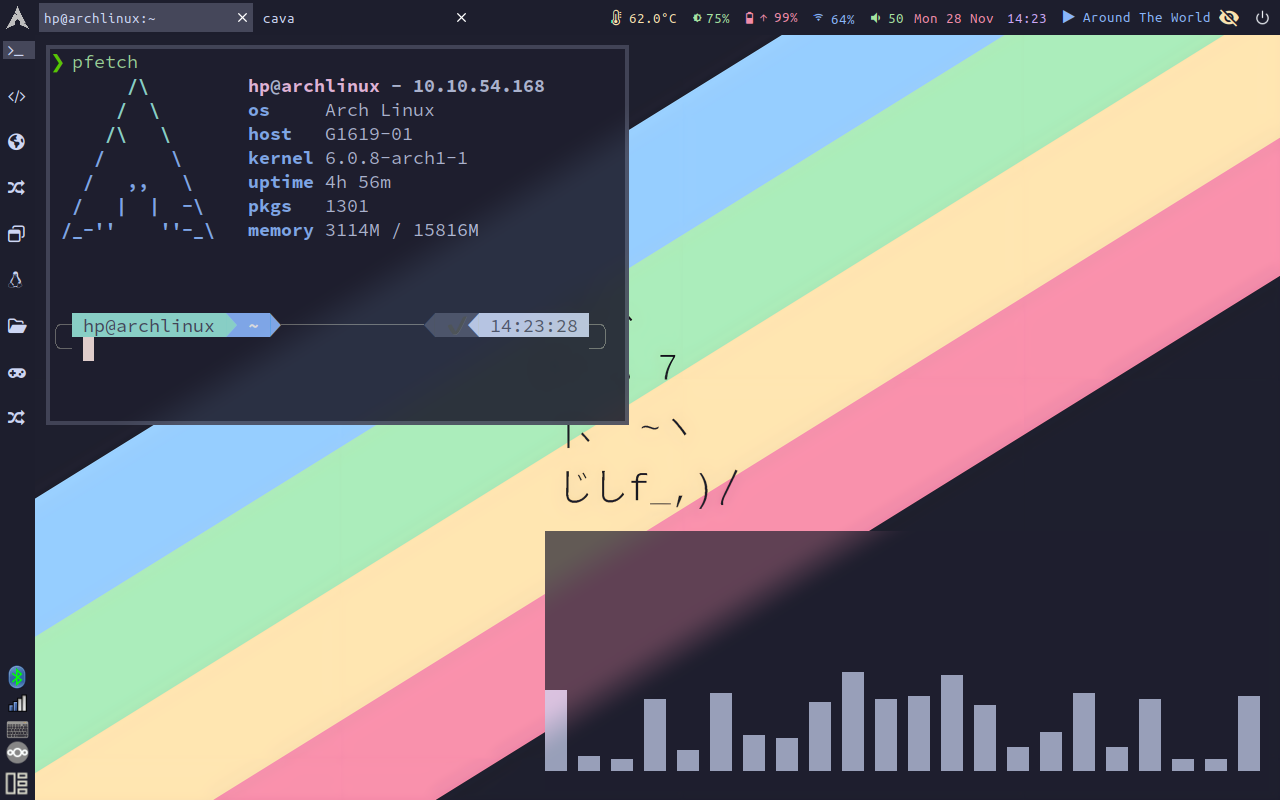 hp@archlinux:~
cava
62.0°C
75%
↑ 99%
64%
50
Mon 28 Nov
14:23
Around The World
❯ pfetch
/\
/  \
/\   \
/      \
/   ,,   \
/   |  |  -\
/_-''    ''-_\
hp@archlinux - 10.10.54.168
os Arch Linux
host G1619-01
kernel 6.0.8-arch1-1
uptime 4h 56m
pkgs 1301
memory 3114M / 15816M
hp@archlinux ~ 14:23:28
7
|、 ~ヽ
じしf_,)/